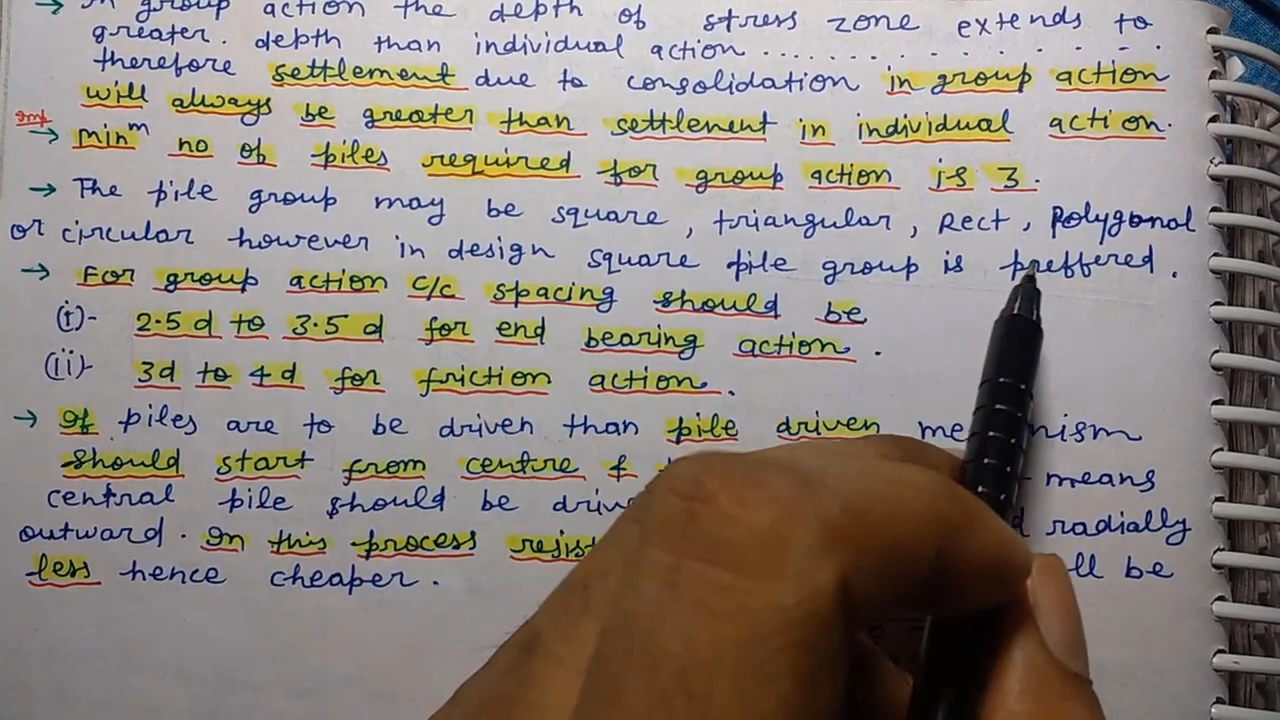 → In group action the depth of stress zone extends to
greater. depth than individual action ..............
therefore settlement due to consolidation in group action
will always be greater than settlement in individual action.
Imp
→ minᵐ no of piles required for group action is 3.
→ The pile group may be square, triangular, Rect, Polygonal
or circular however in design square pile group is preffered.
→ For group action c/c spacing should be
(i)- 2.5 d to 3.5 d for end bearing action.
(ii)- 3d to 4 d for friction action.
→ If piles are to be driven than pile driven
should start from centre & means
central pile should be radially
outward. In this process be
less hence cheaper.